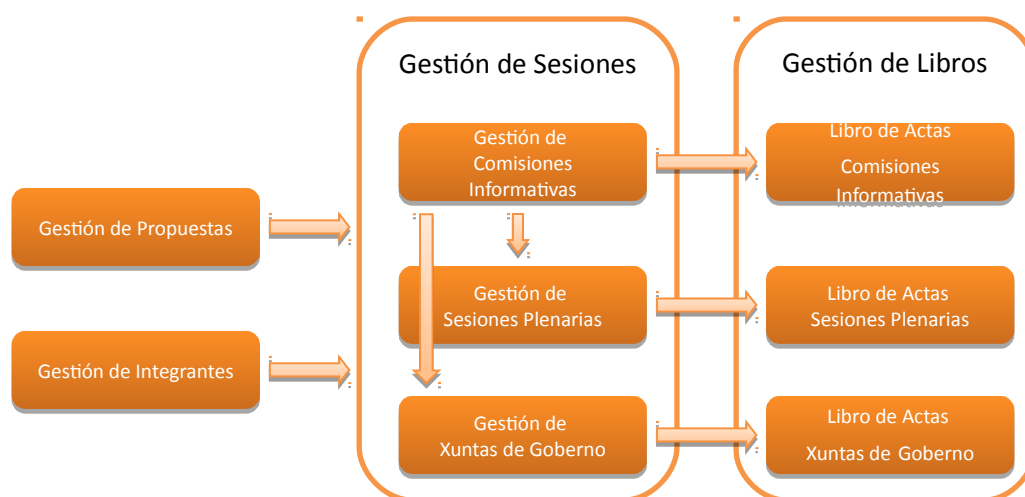 Gestión de Sesiones
Gestión de Libros
Gestión de
Comisiones
Informativas
Libro de Actas
Comisiones
Informativas
Gestión de Propuestas
Gestión de
Sesiones Plenarias
Libro de Actas
Sesiones Plenarias
Gestión de Integrantes
Gestión de
Xuntas de Goberno
Libro de Actas
Xuntas de Goberno